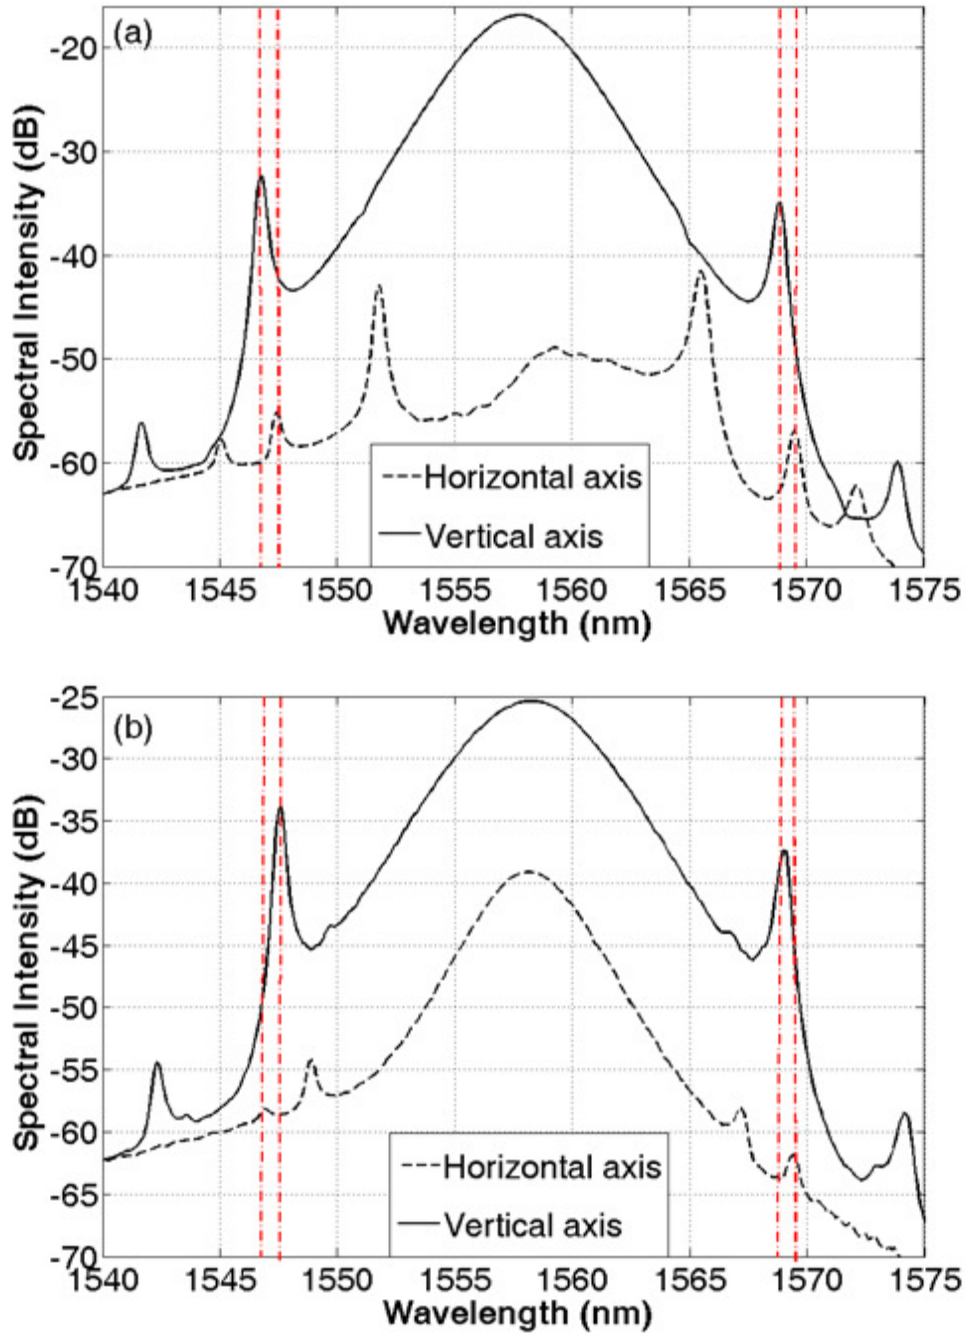 (a)
Spectral Intensity (dB)
-20
-30
-40
-50
-60
-70
Horizontal axis
Vertical axis
1540 1545 1550 1555 1560 1565 1570 1575
Wavelength (nm)
(b)
Spectral Intensity (dB)
-25
-30
-35
-40
-45
-50
-55
-60
-65
-70
Horizontal axis
Vertical axis
1540 1545 1550 1555 1560 1565 1570 1575
Wavelength (nm)